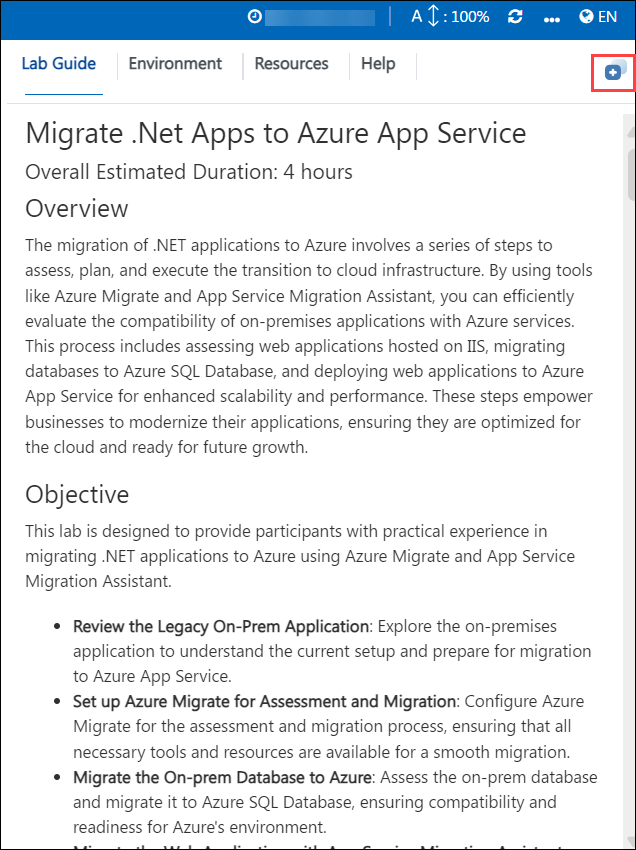 A : 100% EN
Lab Guide Environment Resources Help
Migrate .Net Apps to Azure App Service
Overall Estimated Duration: 4 hours
Overview
The migration of .NET applications to Azure involves a series of steps to
assess, plan, and execute the transition to cloud infrastructure. By using tools
like Azure Migrate and App Service Migration Assistant, you can efficiently
evaluate the compatibility of on-premises applications with Azure services.
This process includes assessing web applications hosted on IIS, migrating
databases to Azure SQL Database, and deploying web applications to Azure
App Service for enhanced scalability and performance. These steps empower
businesses to modernize their applications, ensuring they are optimized for
the cloud and ready for future growth.
Objective
This lab is designed to provide participants with practical experience in
migrating .NET applications to Azure using Azure Migrate and App Service
Migration Assistant.
• Review the Legacy On-Prem Application: Explore the on-premises
application to understand the current setup and prepare for migration
to Azure App Service.
• Set up Azure Migrate for Assessment and Migration: Configure Azure
Migrate for the assessment and migration process, ensuring that all
necessary tools and resources are available for a smooth migration.
• Migrate the On-prem Database to Azure: Assess the on-prem database
and migrate it to Azure SQL Database, ensuring compatibility and
readiness for Azure's environment.